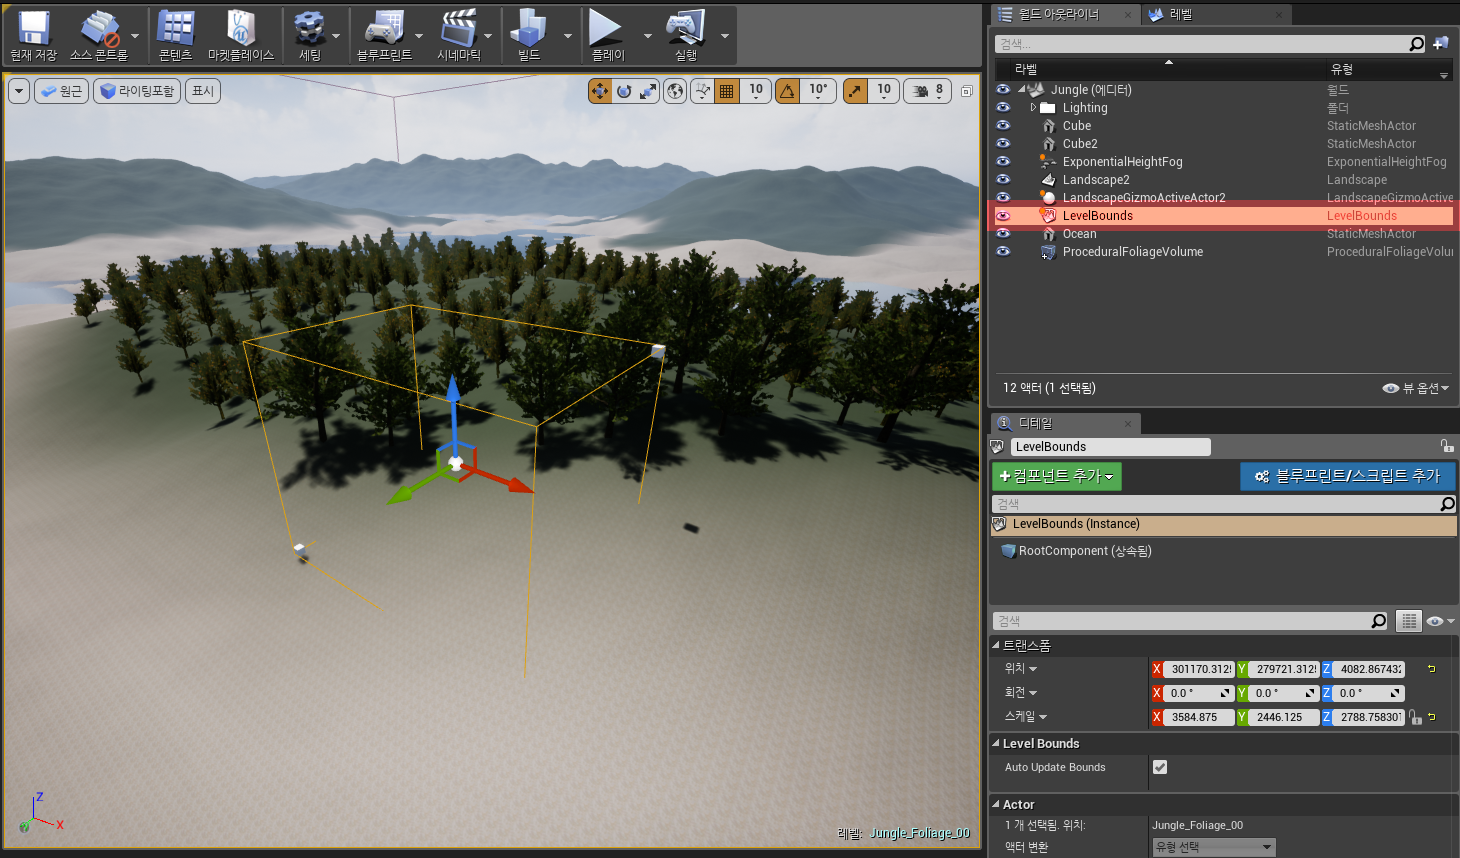 현재 저장
소스 콘트롤
콘텐츠
마켓플레이스
세팅
블루프린트
시네마틱
빌드
플레이
실행
원근
라이팅포함
표시
10
10°
10
8
Z
X
레벨: Jungle_Foliage_00
월드 아웃라이너
레벨
검색...
라벨
유형
Jungle (에디터)
월드
Lighting
폴더
Cube
StaticMeshActor
Cube2
StaticMeshActor
ExponentialHeightFog
ExponentialHeightFog
Landscape2
Landscape
LandscapeGizmoActiveActor2
LandscapeGizmoActive
LevelBounds
LevelBounds
Ocean
StaticMeshActor
ProceduralFoliageVolume
ProceduralFoliageVolu
12 액터 (1 선택됨)
뷰 옵션
디테일
LevelBounds
+컴포넌트 추가
블루프린트/스크립트 추가
검색
LevelBounds (Instance)
RootComponent (상속됨)
검색
트랜스폼
위치
X 301170.3125 Y 279721.3125 Z 4082.867432
회전
X 0.0 ° Y 0.0 ° Z 0.0 °
스케일
X 3584.875 Y 2446.125 Z 2788.758301
Level Bounds
Auto Update Bounds
Actor
1 개 선택됨. 위치:
Jungle_Foliage_00
액터 변환
유형 선택